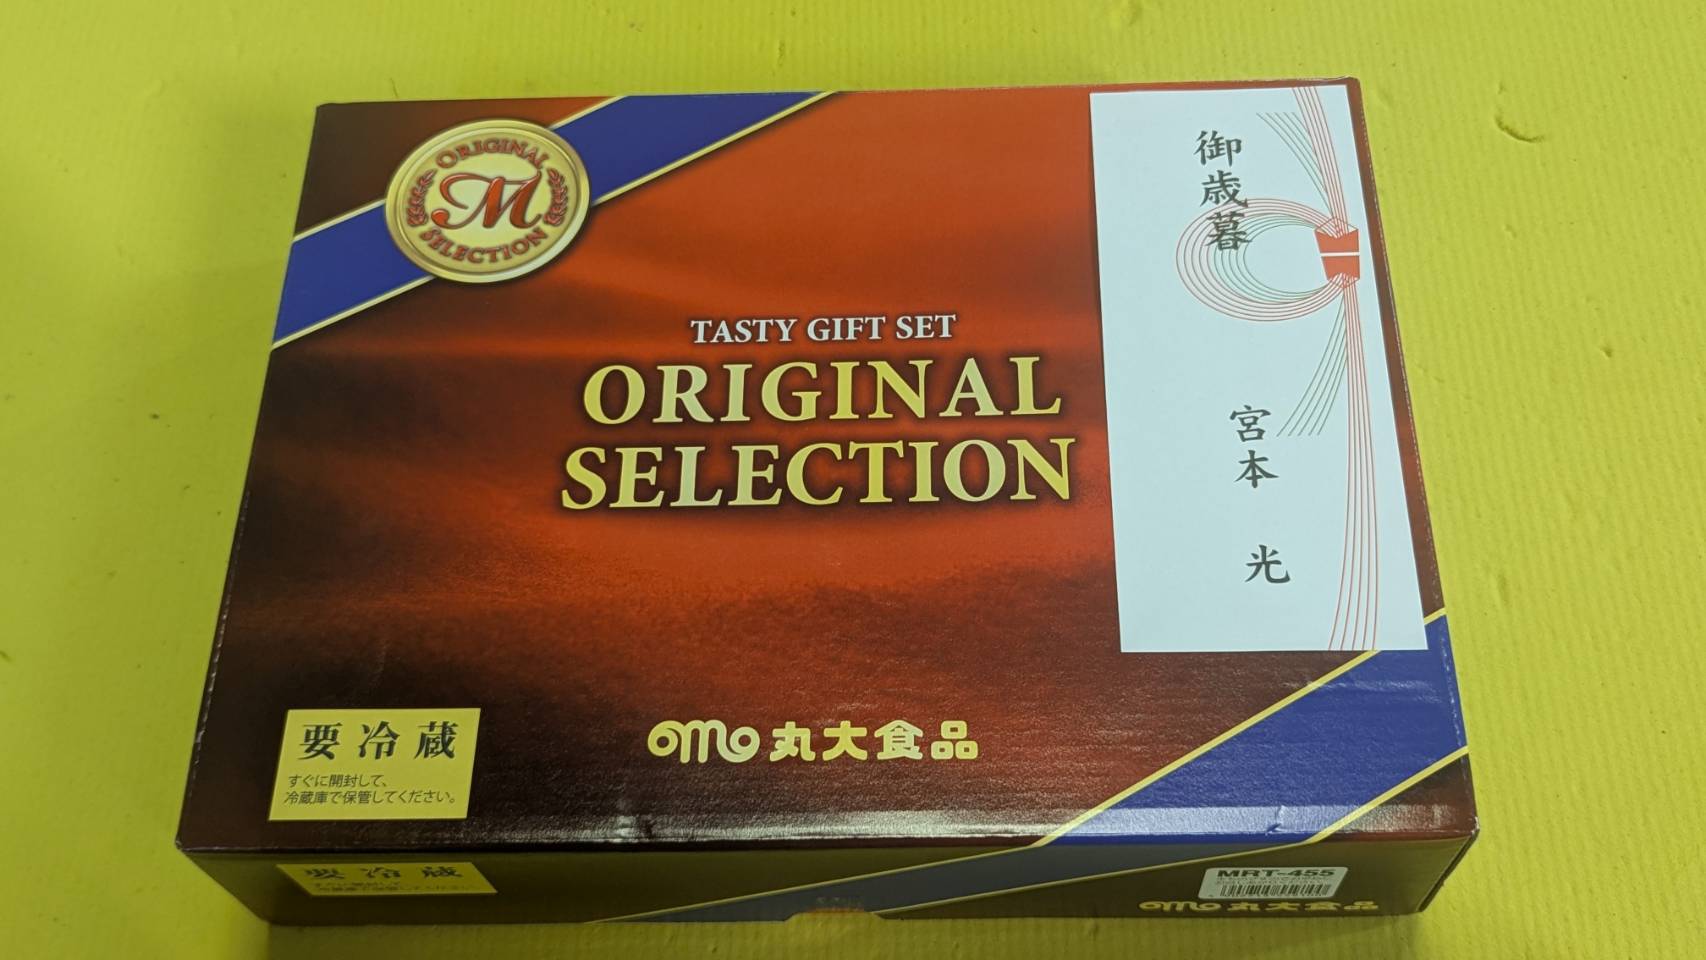 ORIGINAL
M
SELECTION
TASTY GIFT SET
ORIGINAL
SELECTION
御歳暮
宮本 光
要冷蔵
すぐに開封して、
冷蔵庫で保管してください。
丸大食品
要冷蔵
MRT-455
丸大食品